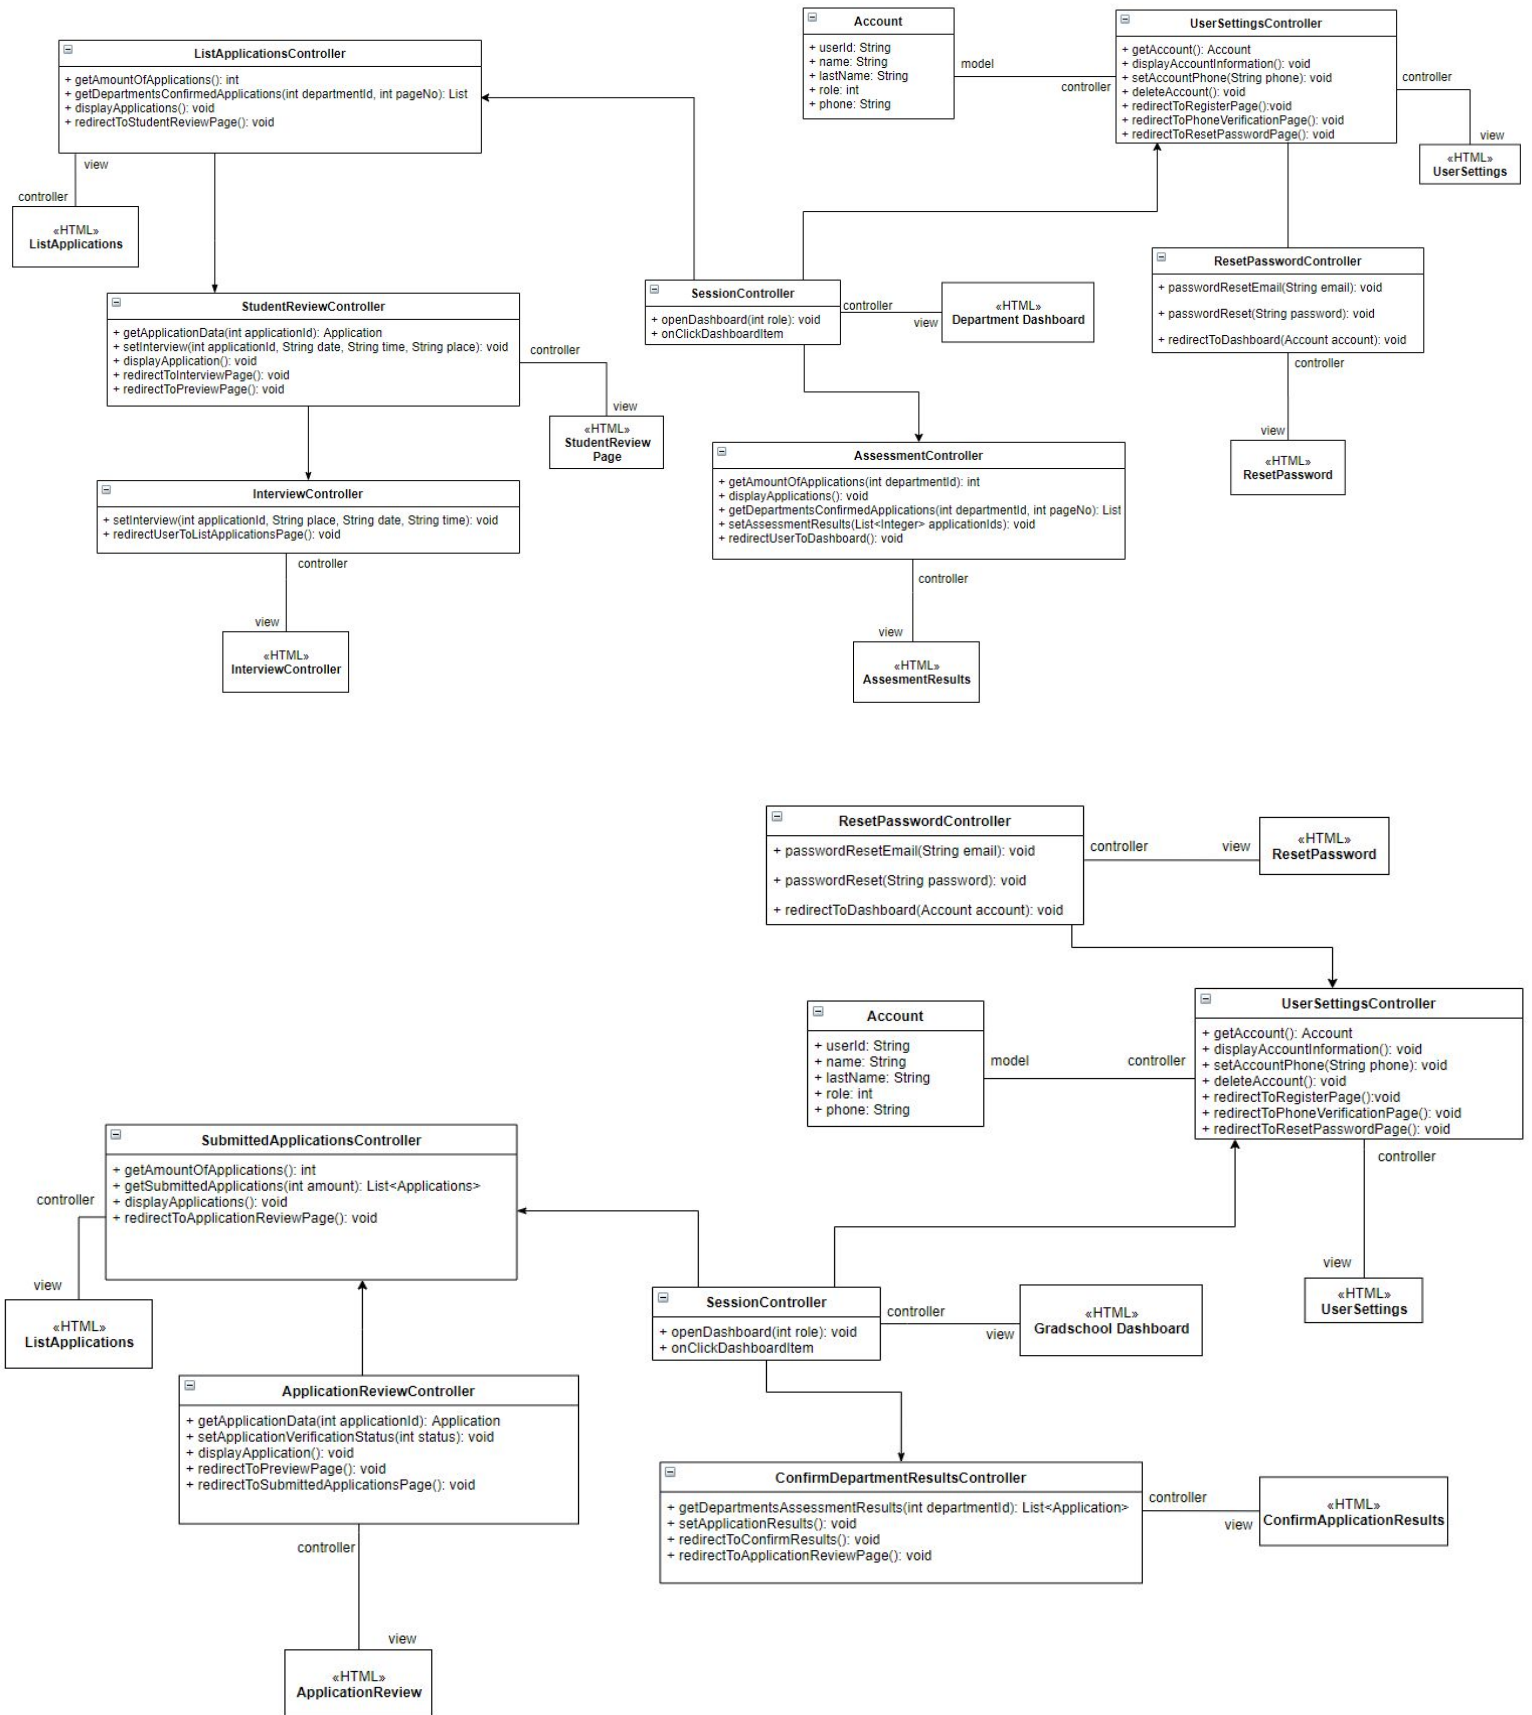 ListApplicationsController
+ getAmountOfApplications(): int
+ getDepartmentsConfirmedApplications(int departmentId, int pageNo): List
+ displayApplications(): void
+ redirectToStudentReviewPage(): void
view
controller
«HTML»
ListApplications
Account
+ userId: String
+ name: String
+ lastName: String
+ role: int
+ phone: String
model
controller
UserSettingsController
+ getAccount(): Account
+ displayAccountInformation(): void
+ setAccountPhone(String phone): void
+ deleteAccount(): void
+ redirectToRegisterPage():void
+ redirectToPhoneVerificationPage(): void
+ redirectToResetPasswordPage(): void
controller
view
«HTML»
UserSettings
StudentReviewController
+ getApplicationData(int applicationId): Application
+ setInterview(int applicationId, String date, String time, String place): void
+ displayApplication(): void
+ redirectToInterviewPage(): void
+ redirectToPreviewPage(): void
controller
view
«HTML»
StudentReview
Page
SessionController
+ openDashboard(int role): void
+ onClickDashboardItem
controller
view
«HTML»
Department Dashboard
ResetPasswordController
+ passwordResetEmail(String email): void
+ passwordReset(String password): void
+ redirectToDashboard(Account account): void
controller
view
«HTML»
ResetPassword
InterviewController
+ setInterview(int applicationId, String place, String date, String time): void
+ redirectUserToListApplicationsPage(): void
controller
view
«HTML»
InterviewController
AssessmentController
+ getAmountOfApplications(int departmentId): int
+ displayApplications(): void
+ getDepartmentsConfirmedApplications(int departmentId, int pageNo): List
+ setAssessmentResults(List<Integer> applicationIds): void
+ redirectUserToDashboard(): void
controller
view
«HTML»
AssesmentResults
ResetPasswordController
+ passwordResetEmail(String email): void
+ passwordReset(String password): void
+ redirectToDashboard(Account account): void
controller
view
«HTML»
ResetPassword
Account
+ userId: String
+ name: String
+ lastName: String
+ role: int
+ phone: String
model
controller
UserSettingsController
+ getAccount(): Account
+ displayAccountInformation(): void
+ setAccountPhone(String phone): void
+ deleteAccount(): void
+ redirectToRegisterPage():void
+ redirectToPhoneVerificationPage(): void
+ redirectToResetPasswordPage(): void
controller
view
«HTML»
UserSettings
SubmittedApplicationsController
+ getAmountOfApplications(): int
+ getSubmittedApplications(int amount): List<Applications>
+ displayApplications(): void
+ redirectToApplicationReviewPage(): void
controller
view
«HTML»
ListApplications
SessionController
+ openDashboard(int role): void
+ onClickDashboardItem
controller
view
«HTML»
Gradschool Dashboard
ApplicationReviewController
+ getApplicationData(int applicationId): Application
+ setApplicationVerificationStatus(int status): void
+ displayApplication(): void
+ redirectToPreviewPage(): void
+ redirectToSubmittedApplicationsPage(): void
controller
view
«HTML»
ApplicationReview
ConfirmDepartmentResultsController
+ getDepartmentsAssessmentResults(int departmentId): List<Application>
+ setApplicationResults(): void
+ redirectToConfirmResults(): void
+ redirectToApplicationReviewPage(): void
controller
view
«HTML»
ConfirmApplicationResults